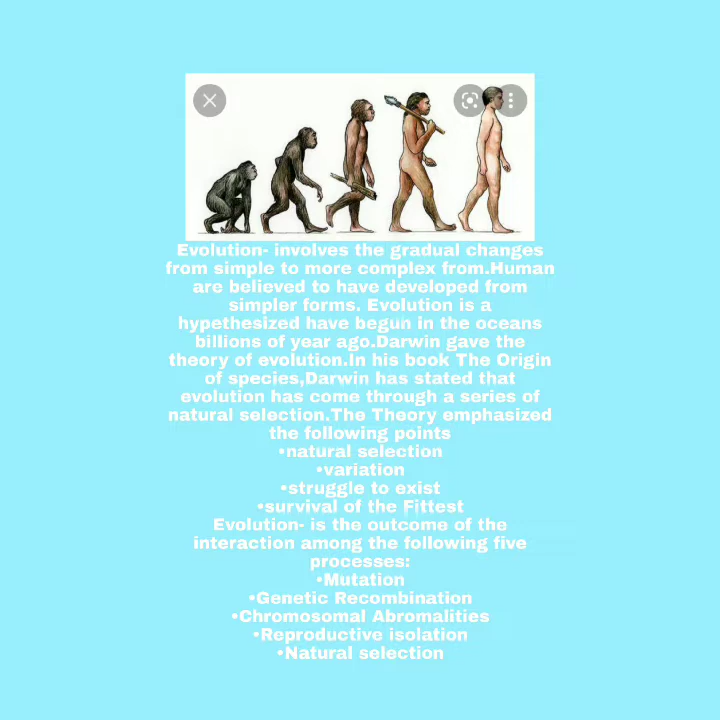 Evolution- involves the gradual changes
from simple to more complex from.Human
are believed to have developed from
simpler forms. Evolution is a
hypethesized have begun in the oceans
billions of year ago.Darwin gave the
theory of evolution.In his book The Origin
of species,Darwin has stated that
evolution has come through a series of
natural selection.The Theory emphasized
the following points
•natural selection
•variation
•struggle to exist
•survival of the Fittest
Evolution- is the outcome of the
interaction among the following five
processes:
•Mutation
•Genetic Recombination
•Chromosomal Abromalities
•Reproductive isolation
•Natural selection